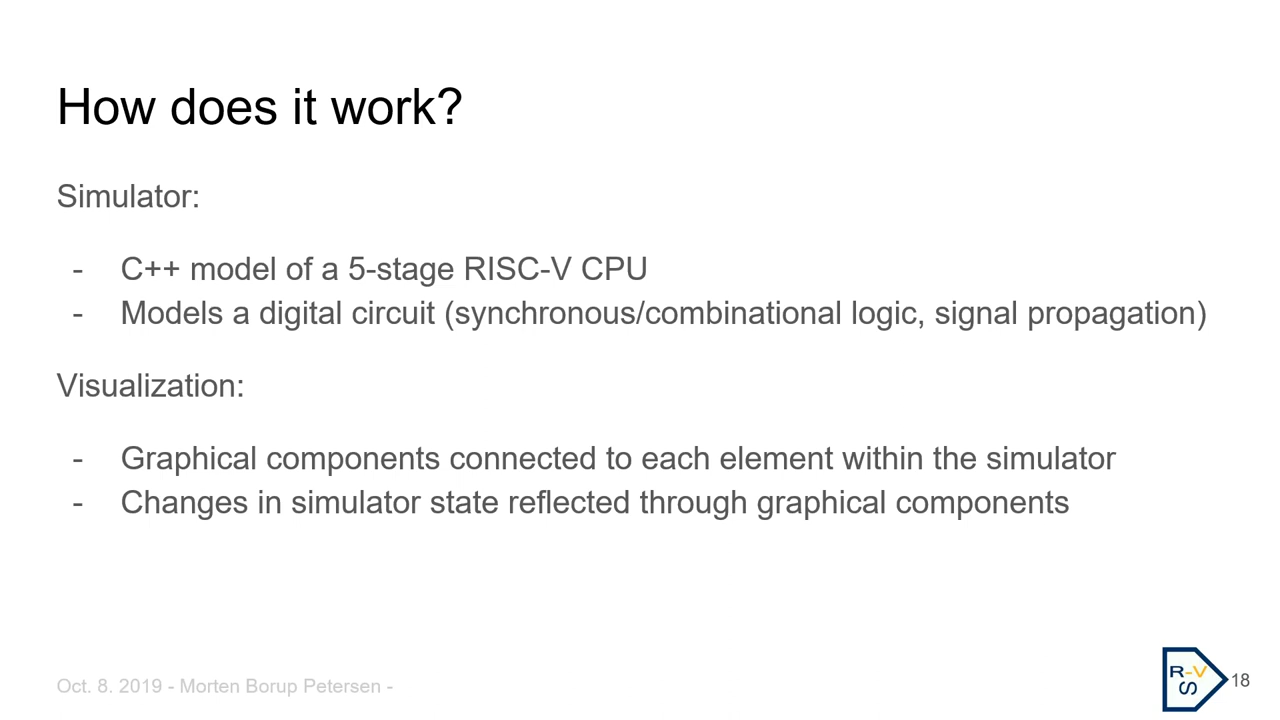 How does it work?
Simulator:
- C++ model of a 5-stage RISC-V CPU
- Models a digital circuit (synchronous/combinational logic, signal propagation)
Visualization:
- Graphical components connected to each element within the simulator
- Changes in simulator state reflected through graphical components
Oct. 8. 2019 - Morten Borup Petersen -
R-V
S
18